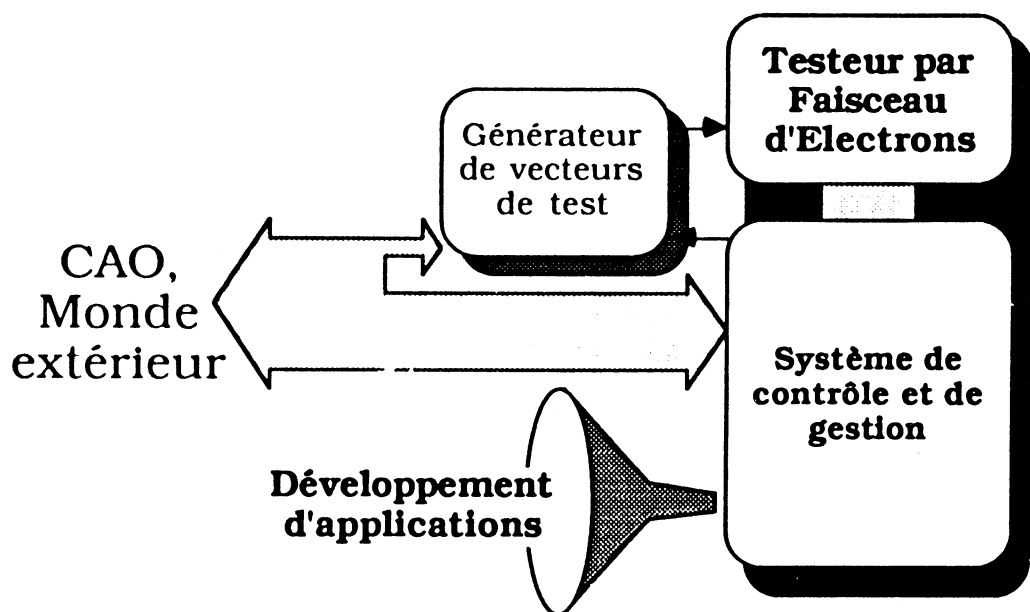 Testeur par
Faisceau
d'Electrons
Générateur
de vecteurs
de test
CAO,
Monde
extérieur
Système de
contrôle et de
gestion
Développement
d'applications